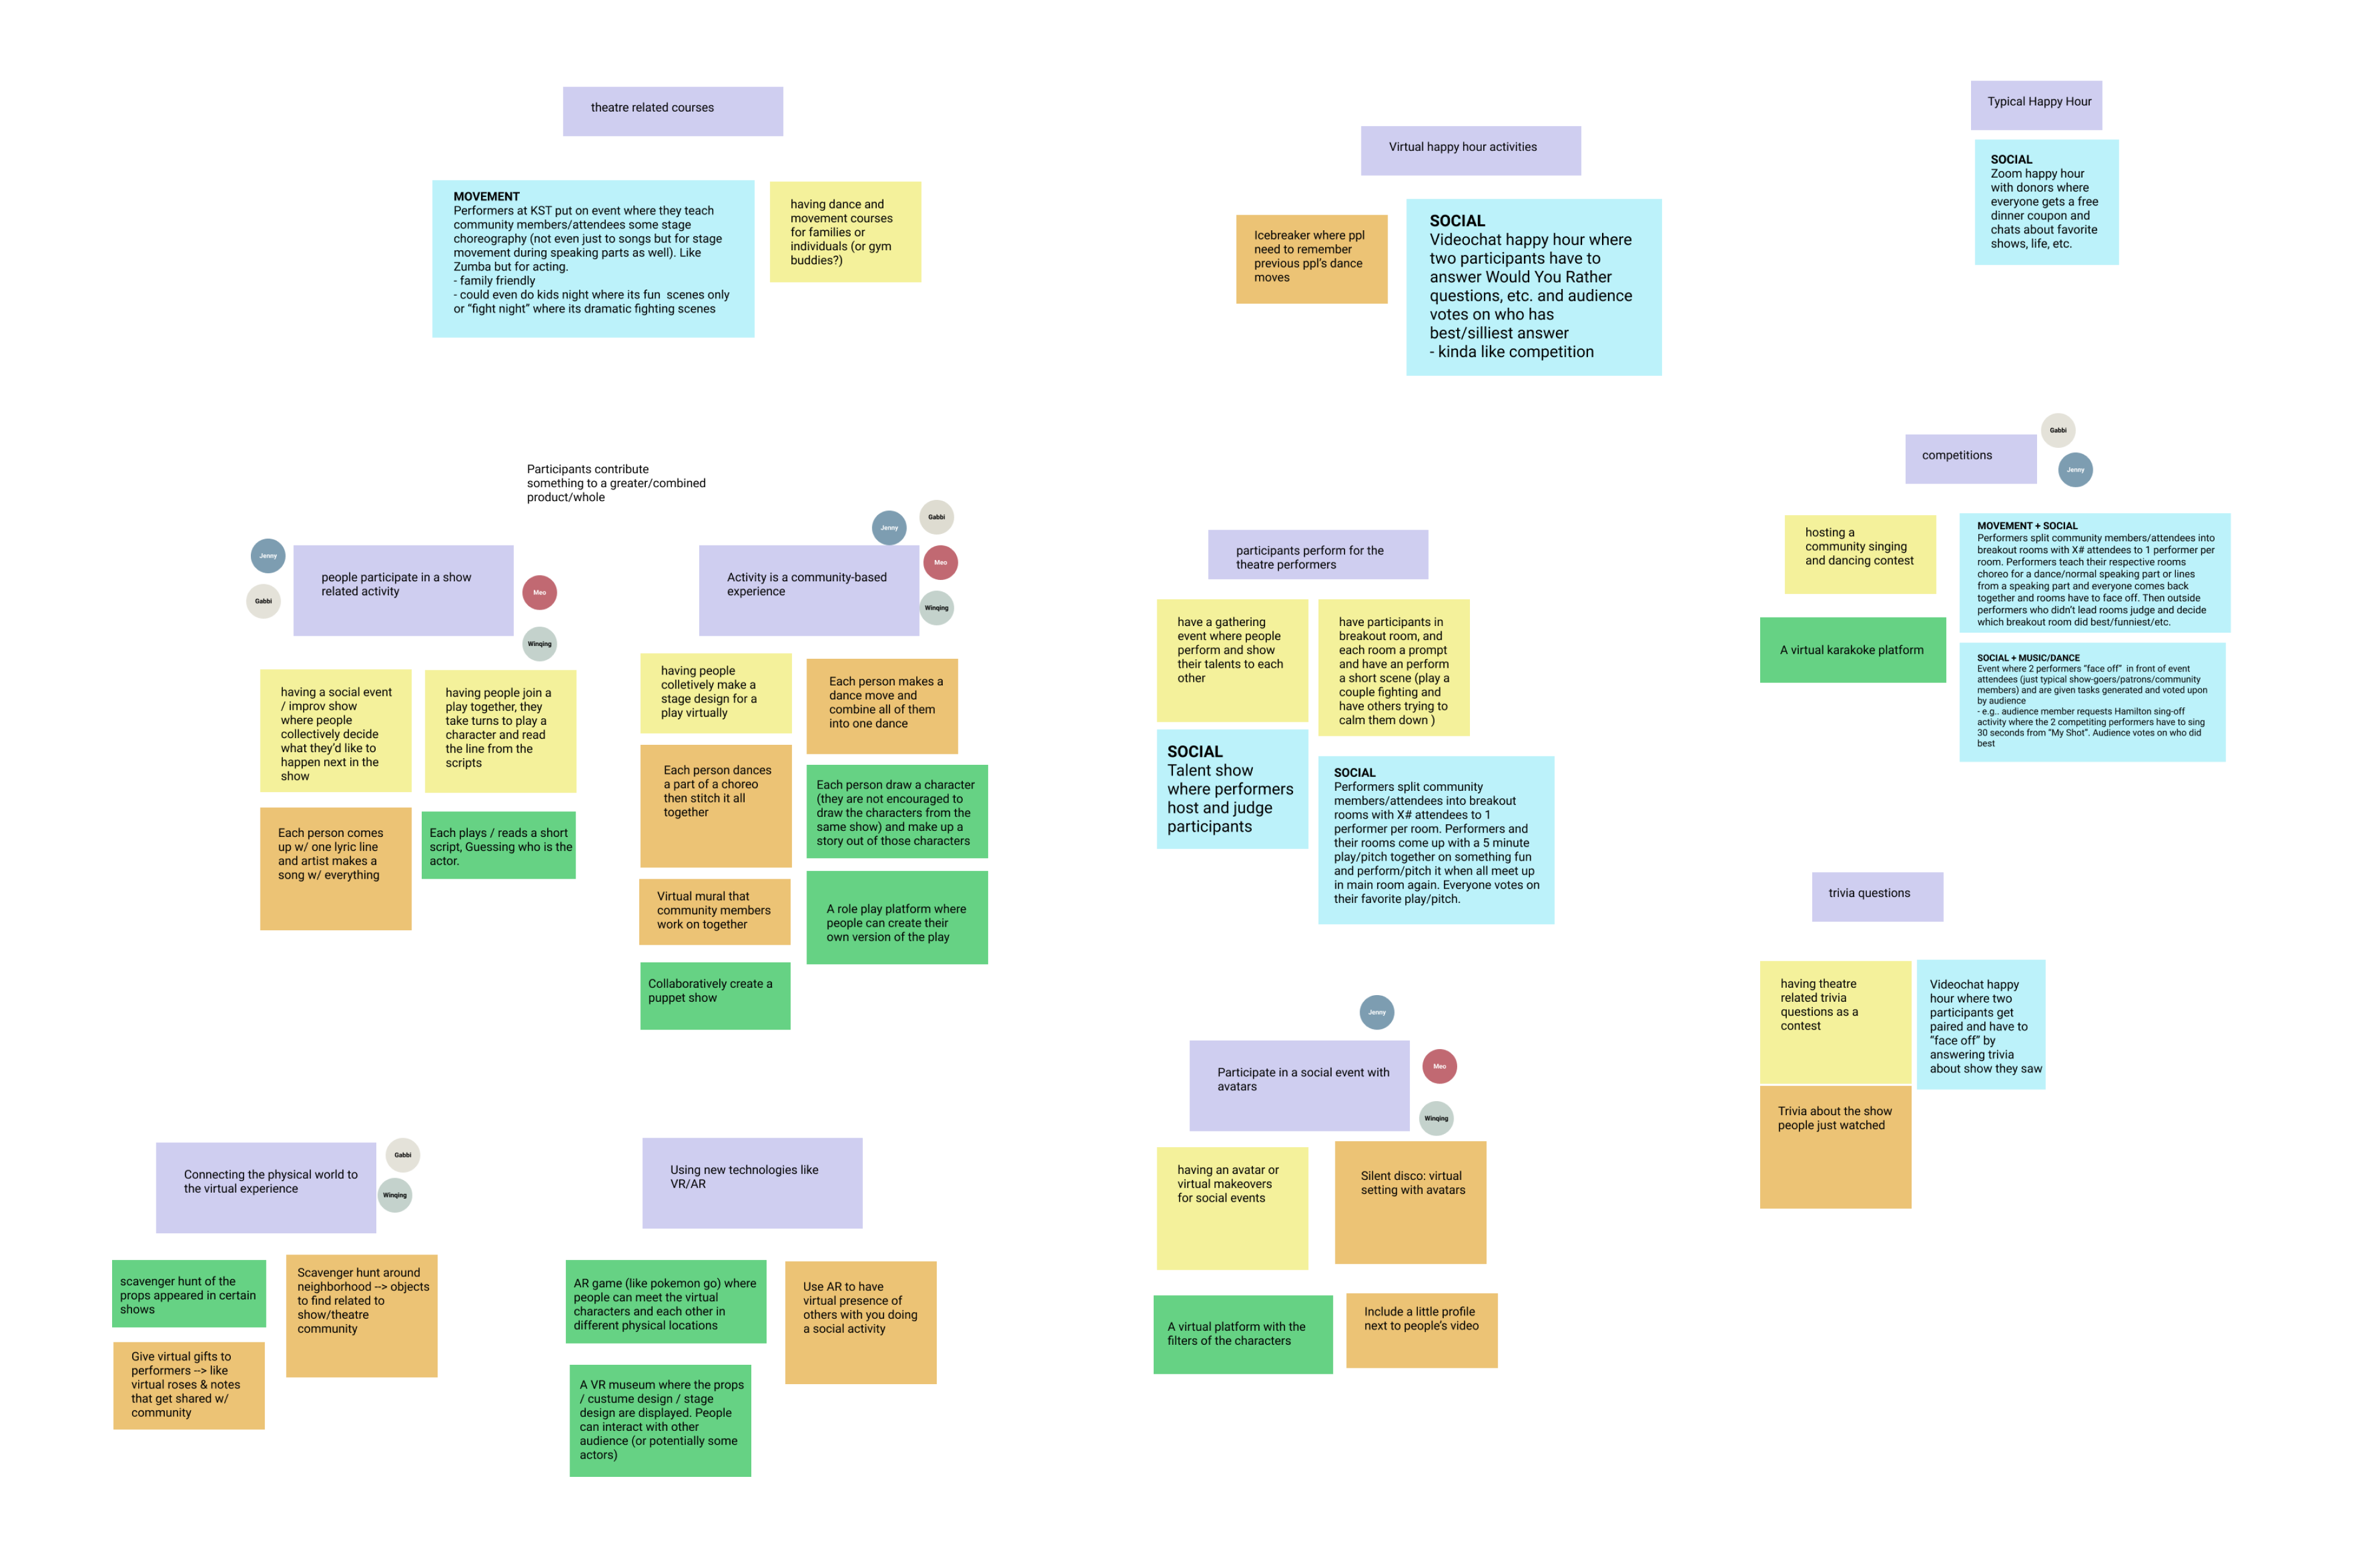 theatre related courses
MOVEMENT
Performers at KST put on event where they teach
community members/attendees some stage
choreography (not even just to songs but for stage
movement during speaking parts as well). Like
Zumba but for acting.
- family friendly
- could even do kids night where its fun  scenes only
or “fight night” where its dramatic fighting scenes
having dance and
movement courses
for families or
individuals (or gym
buddies?)
Virtual happy hour activities
Icebreaker where ppl
need to remember
previous ppl’s dance
moves
SOCIAL
Videochat happy hour where
two participants have to
answer Would You Rather
questions, etc. and audience
votes on who has
best/silliest answer
- kinda like competition
Typical Happy Hour
SOCIAL
Zoom happy hour
with donors where
everyone gets a free
dinner coupon and
chats about favorite
shows, life, etc.
Participants contribute
something to a greater/combined
product/whole
Jenny
Gabbi
people participate in a show
related activity
Meo
Winqing
having a social event
/ improv show
where people
collectively decide
what they’d like to
happen next in the
show
having people join a
play together, they
take turns to play a
character and read
the line from the
scripts
Each person comes
up w/ one lyric line
and artist makes a
song w/ everything
Each plays / reads a short
script, Guessing who is the
actor.
Jenny
Gabbi
Meo
Winqing
Activity is a community-based
experience
having people
colletively make a
stage design for a
play virtually
Each person makes a
dance move and
combine all of them
into one dance
Each person dances
a part of a choreo
then stitch it all
together
Each person draw a character
(they are not encouraged to
draw the characters from the
same show) and make up a
story out of those characters
Virtual mural that
community members
work on together
A role play platform where
people can create their
own version of the play
Collaboratively create a
puppet show
participants perform for the
theatre performers
have a gathering
event where people
perform and show
their talents to each
other
have participants in
breakout room, and
each room a prompt
and have an perform
a short scene (play a
couple fighting and
have others trying to
calm them down )
SOCIAL
Talent show
where performers
host and judge
participants
SOCIAL
Performers split community
members/attendees into breakout
rooms with X# attendees to 1
performer per room. Performers and
their rooms come up with a 5 minute
play/pitch together on something fun
and perform/pitch it when all meet up
in main room again. Everyone votes on
their favorite play/pitch.
Gabbi
Jenny
competitions
hosting a
community singing
and dancing contest
MOVEMENT + SOCIAL
Performers split community members/attendees into
breakout rooms with X# attendees to 1 performer per
room. Performers teach their respective rooms
choreo for a dance/normal speaking part or lines
from a speaking part and everyone comes back
together and rooms have to face off. Then outside
performers who didn’t lead rooms judge and decide
which breakout room did best/funniest/etc.
A virtual karakoke platform
SOCIAL + MUSIC/DANCE
Event where 2 performers “face off”  in front of event
attendees (just typical show-goers/patrons/community
members) and are given tasks generated and voted upon
by audience
- e.g.. audience member requests Hamilton sing-off
activity where the 2 competiting performers have to sing
30 seconds from “My Shot”. Audience votes on who did
best
trivia questions
having theatre
related trivia
questions as a
contest
Videochat happy
hour where two
participants get
paired and have to
“face off” by
answering trivia
about show they saw
Trivia about the show
people just watched
Jenny
Meo
Winqing
Participate in a social event with
avatars
having an avatar or
virtual makeovers
for social events
Silent disco: virtual
setting with avatars
A virtual platform with the
filters of the characters
Include a little profile
next to people’s video
Gabbi
Winqing
Connecting the physical world to
the virtual experience
scavenger hunt of the
props appeared in certain
shows
Scavenger hunt around
neighborhood --> objects
to find related to
show/theatre
community
Give virtual gifts to
performers --> like
virtual roses & notes
that get shared w/
community
Using new technologies like
VR/AR
AR game (like pokemon go) where
people can meet the virtual
characters and each other in
different physical locations
Use AR to have
virtual presence of
others with you doing
a social activity
A VR museum where the props
/ custume design / stage
design are displayed. People
can interact with other
audience (or potentially some
actors)